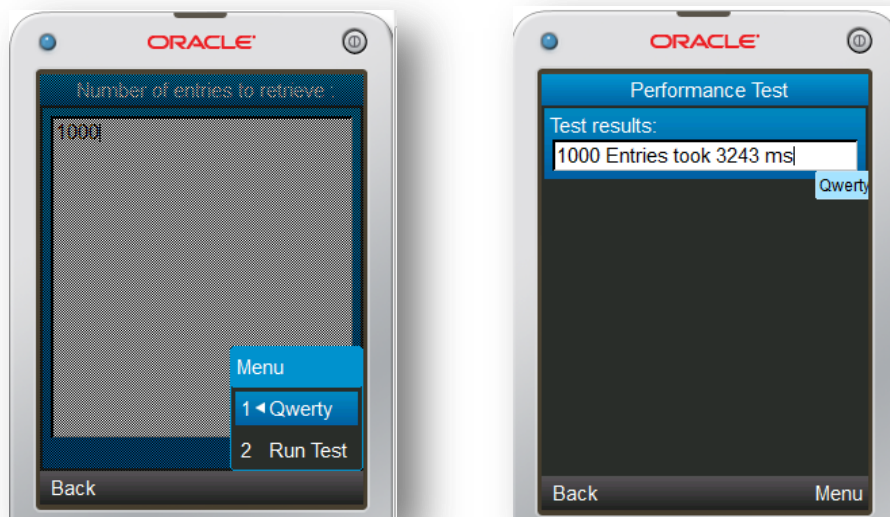 ORACLE
Number of entries to retrieve :
1000
Menu
1 Qwerty
2 Run Test
Back
ORACLE
Performance Test
Test results:
1000 Entries took 3243 ms
Qwerty
Back
Menu